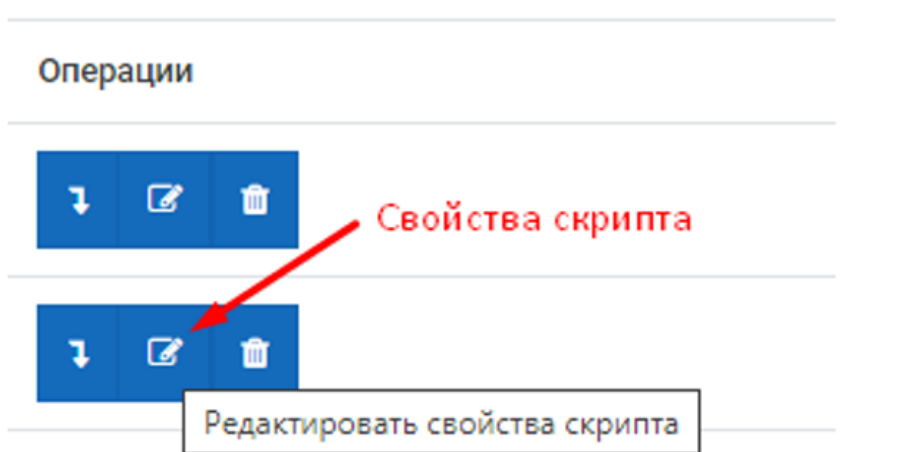 Операции
Свойства скрипта
Редактировать свойства скрипта